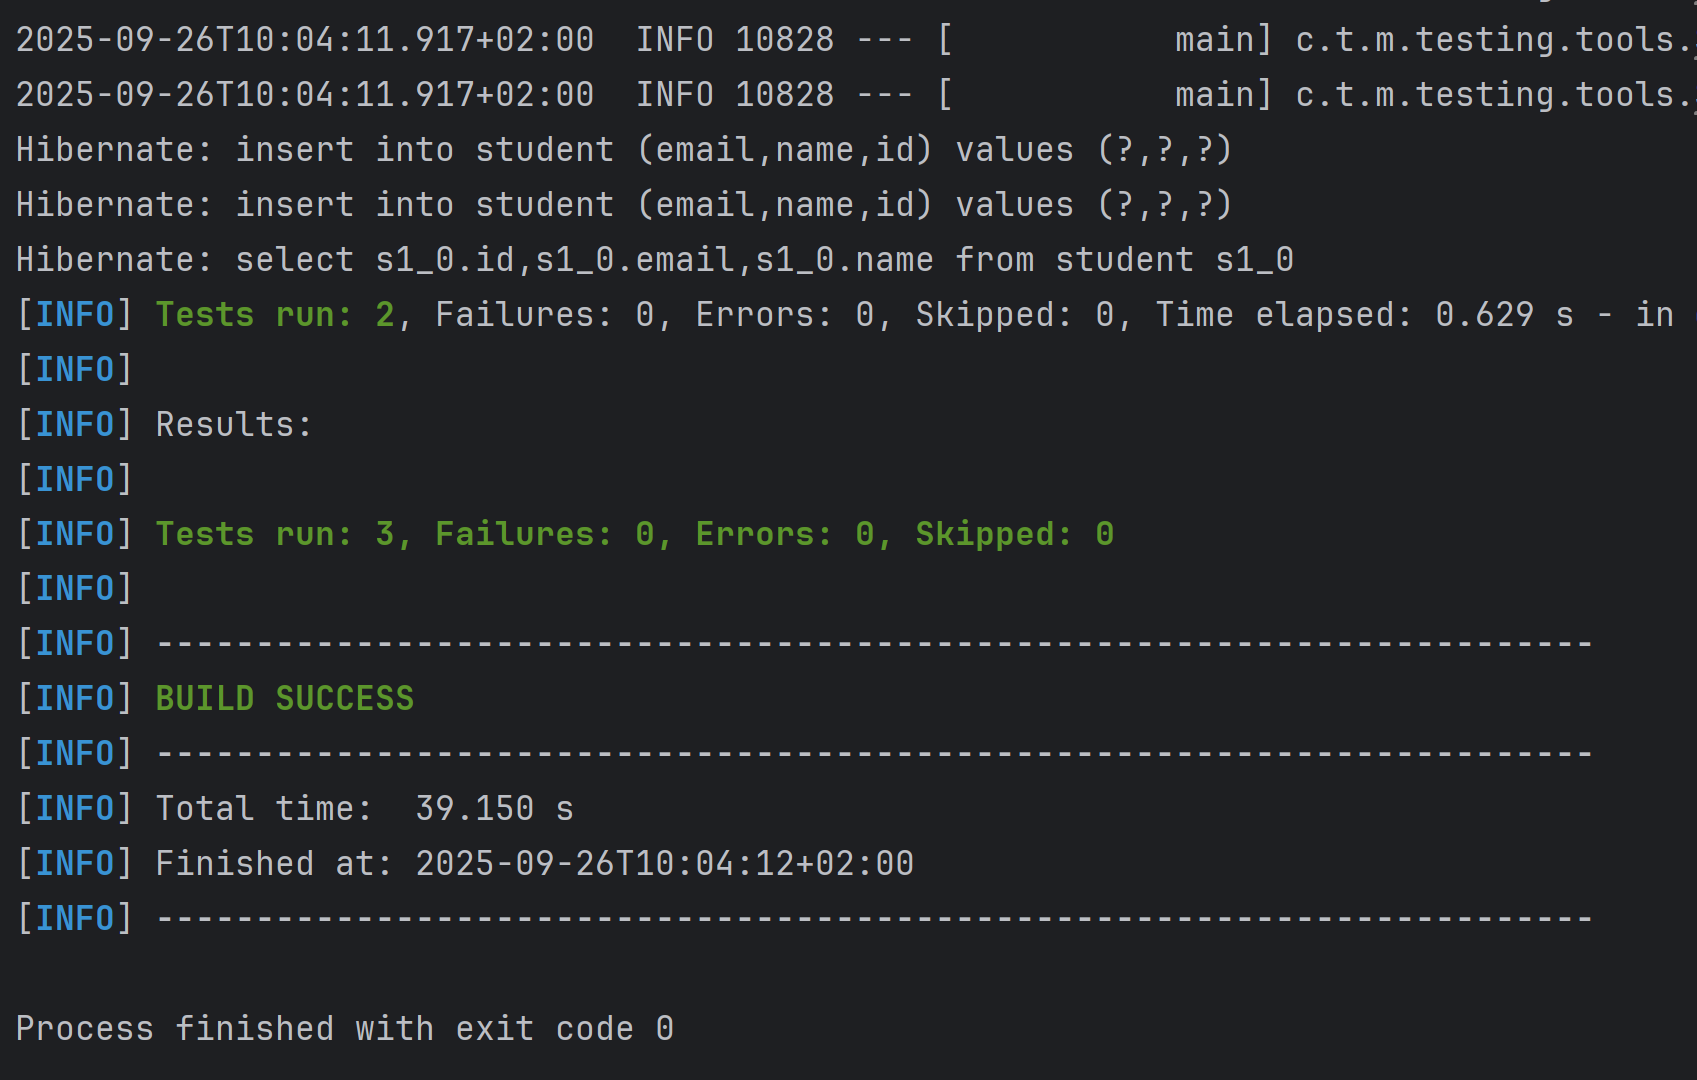 2025-09-26T10:04:11.917+02:00  INFO 10828 --- [           main] c.t.m.testing.tools.
2025-09-26T10:04:11.917+02:00  INFO 10828 --- [           main] c.t.m.testing.tools.
Hibernate: insert into student (email,name,id) values (?,?,?)
Hibernate: insert into student (email,name,id) values (?,?,?)
Hibernate: select s1_0.id,s1_0.email,s1_0.name from student s1_0
[INFO] Tests run: 2, Failures: 0, Errors: 0, Skipped: 0, Time elapsed: 0.629 s - in
[INFO]
[INFO] Results:
[INFO]
[INFO] Tests run: 3, Failures: 0, Errors: 0, Skipped: 0
[INFO]
[INFO] ------------------------------------------------------------------------
[INFO] BUILD SUCCESS
[INFO] ------------------------------------------------------------------------
[INFO] Total time:  39.150 s
[INFO] Finished at: 2025-09-26T10:04:12+02:00
[INFO] ------------------------------------------------------------------------
Process finished with exit code 0